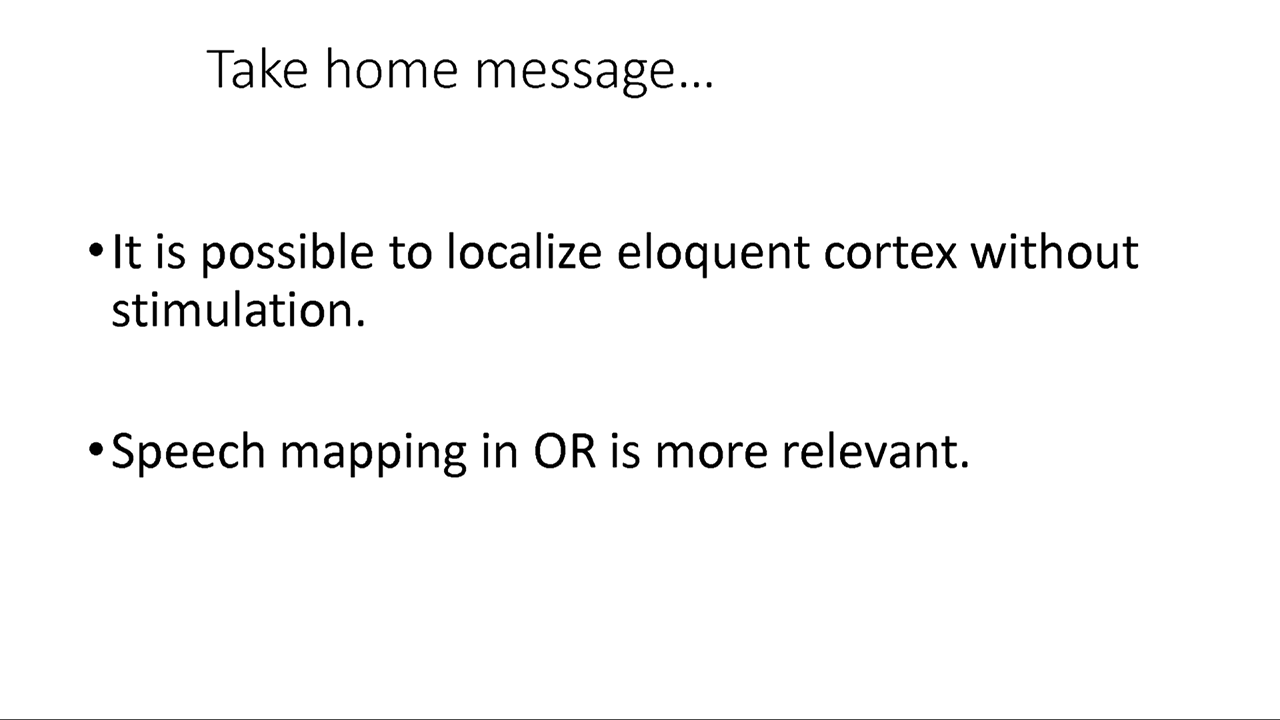 Take home message...
•It is possible to localize eloquent cortex without
stimulation.
•Speech mapping in OR is more relevant.